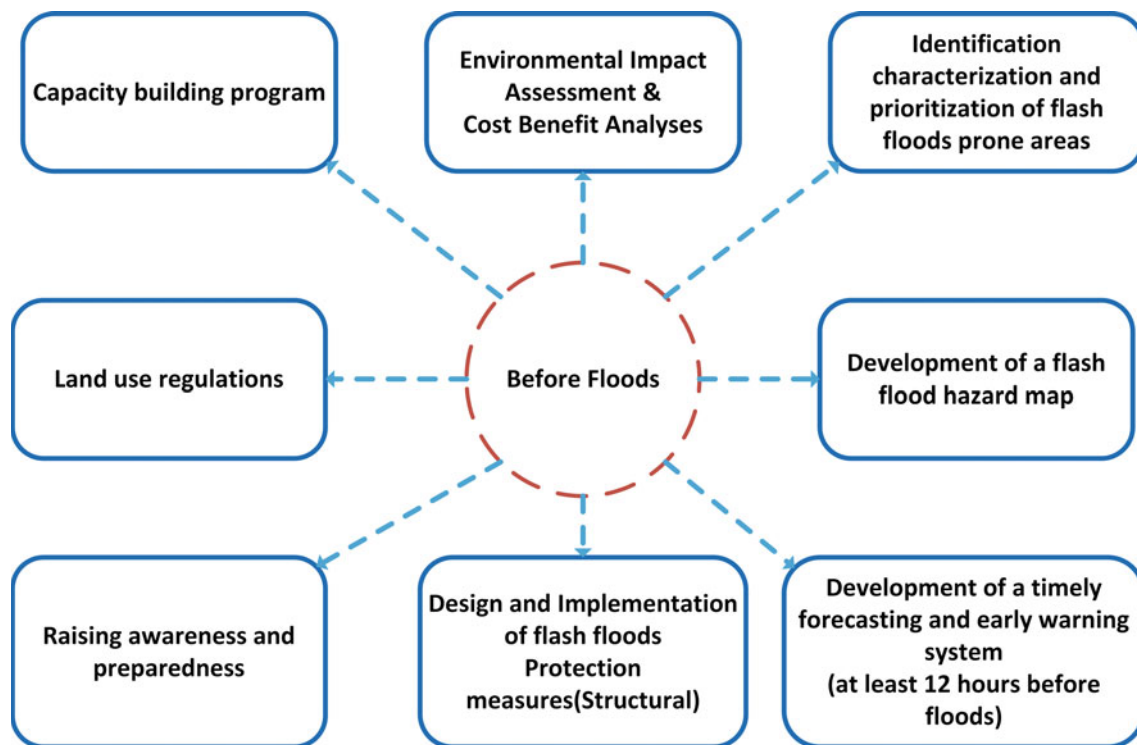 Capacity building program
Environmental Impact
Assessment &
Cost Benefit Analyses
Identification
characterization and
prioritization of flash
floods prone areas
Land use regulations
Before Floods
Development of a flash
flood hazard map
Raising awareness and
preparedness
Design and Implementation
of flash floods
Protection
measures(Structural)
Development of a timely
forecasting and early warning
system
(at least 12 hours before
floods)